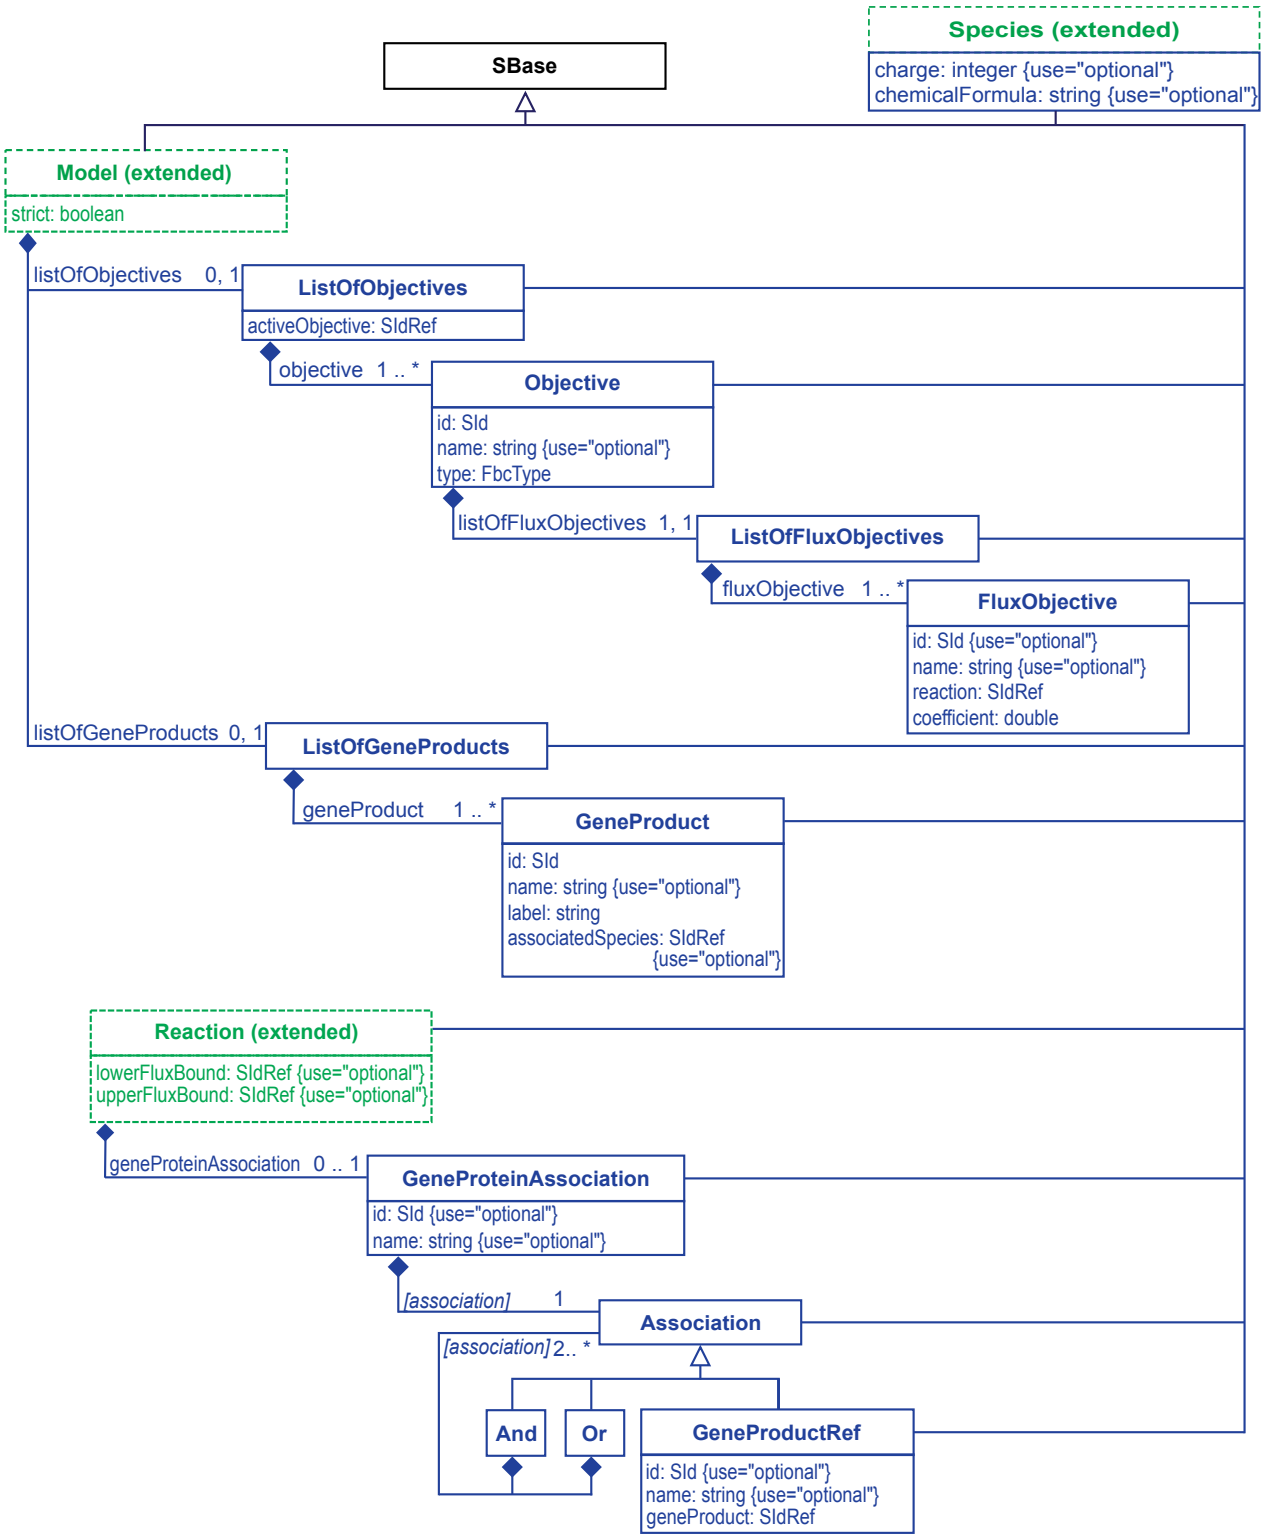 Species (extended)
charge: integer {use="optional"}
chemicalFormula: string {use="optional"}
SBase
Model (extended)
strict: boolean
listOfObjectives 0, 1
ListOfObjectives
activeObjective: SIdRef
objective 1 .. *
Objective
id: SId
name: string {use="optional"}
type: FbcType
listOfFluxObjectives 1, 1
ListOfFluxObjectives
fluxObjective 1 .. *
FluxObjective
id: SId {use="optional"}
name: string {use="optional"}
reaction: SIdRef
coefficient: double
listOfGeneProducts 0, 1
ListOfGeneProducts
geneProduct 1 .. *
GeneProduct
id: SId
name: string {use="optional"}
label: string
associatedSpecies: SIdRef
{use="optional"}
Reaction (extended)
lowerFluxBound: SIdRef {use="optional"}
upperFluxBound: SIdRef {use="optional"}
geneProteinAssociation 0 .. 1
GeneProteinAssociation
id: SId {use="optional"}
name: string {use="optional"}
[association] 1
Association
[association] 2.. *
And
Or
GeneProductRef
id: SId {use="optional"}
name: string {use="optional"}
geneProduct: SIdRef